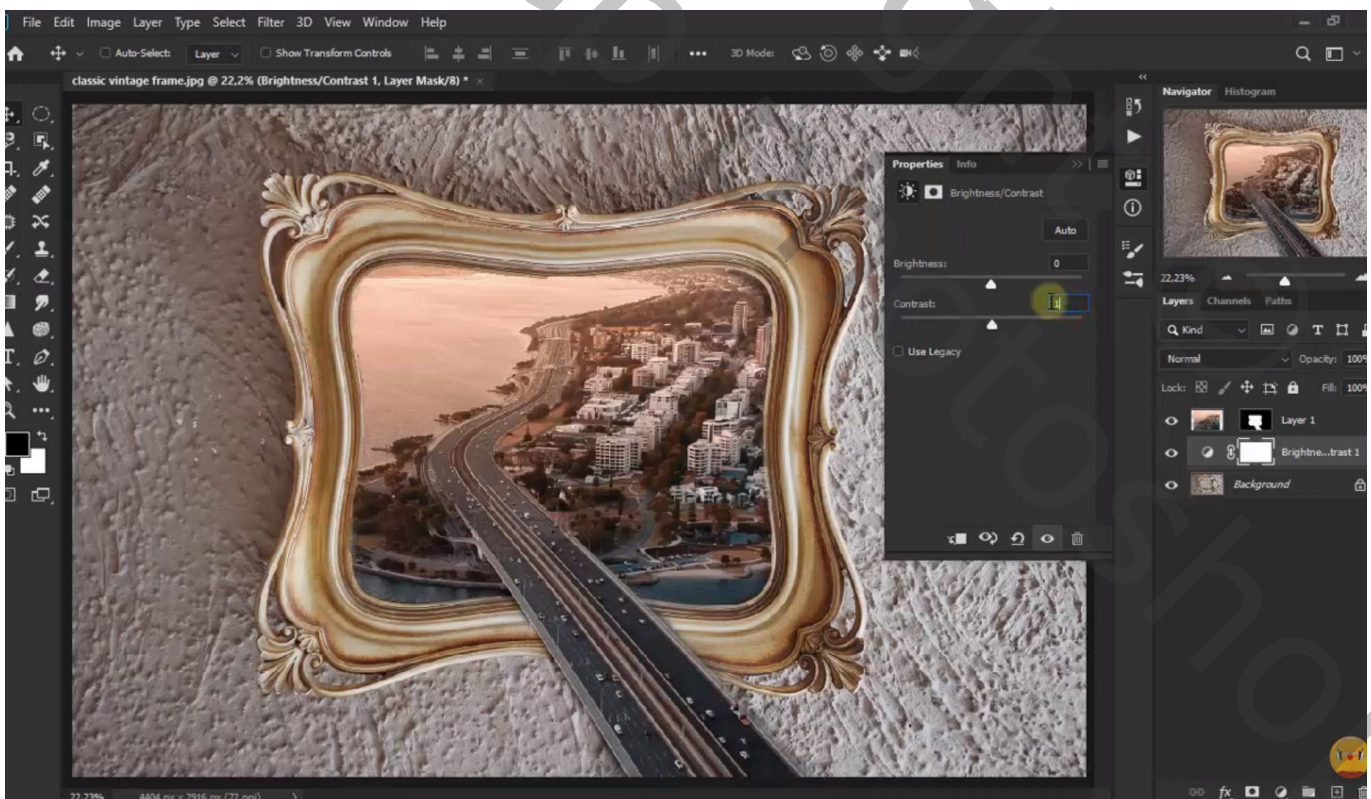 File Edit Image Layer Type Select Filter 3D View Window Help
Auto-Select: Layer Show Transform Controls 3D Mode:
classic vintage frame.jpg @ 22,2% (Brightness/Contrast 1, Layer Mask/8) * ×
Navigator Histogram
Properties Info
Brightness/Contrast
Auto
Brightness: 0
Contrast: 1
Use Legacy
22,23%
Layers Channels Paths
Kind
Normal Opacity: 100%
Lock: Fill: 100%
Layer 1
Brightne...trast 1
Background
22,23% 4404 px x 2916 px (72 ppi)
fx